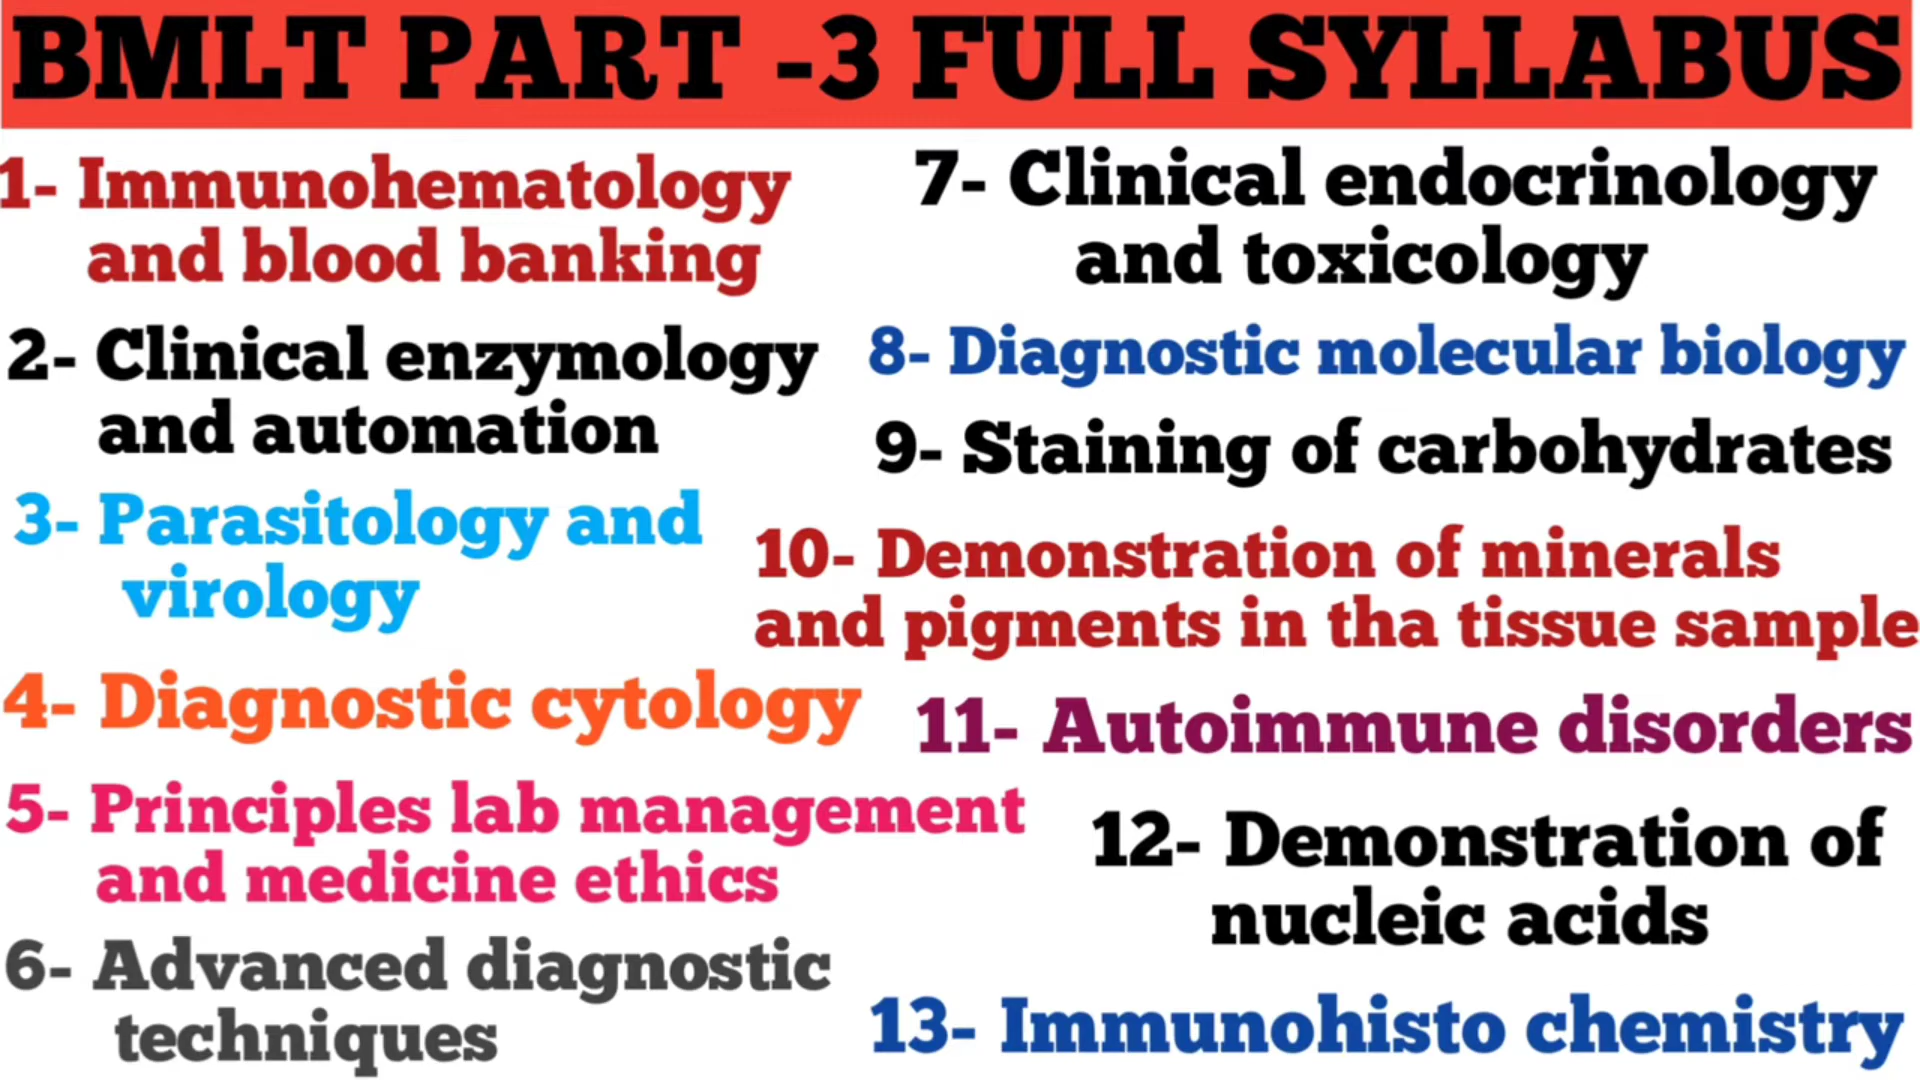 BMLT PART -3 FULL SYLLABUS
1- Immunohematology
and blood banking
2- Clinical enzymology
and automation
3- Parasitology and
virology
4- Diagnostic cytology
5- Principles lab management
and medicine ethics
6- Advanced diagnostic
techniques
7- Clinical endocrinology
and toxicology
8- Diagnostic molecular biology
9- Staining of carbohydrates
10- Demonstration of minerals
and pigments in tha tissue sample
11- Autoimmune disorders
12- Demonstration of
nucleic acids
13- Immunohisto chemistry